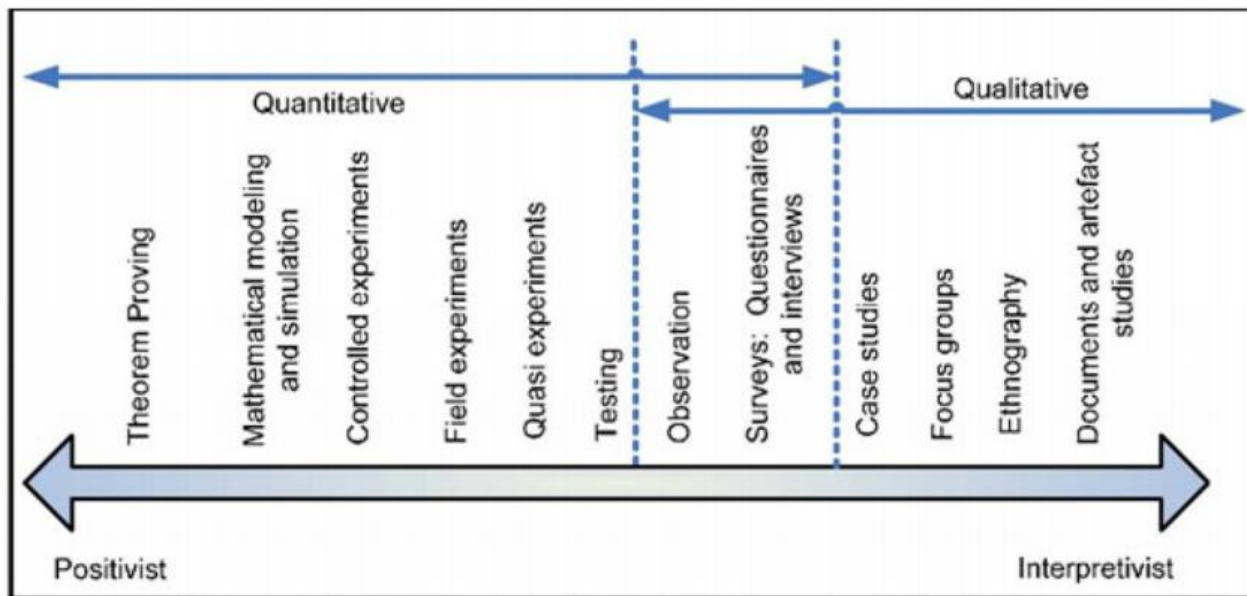 Quantitative
Qualitative
Theorem Proving
Mathematical modeling
and simulation
Controlled experiments
Field experiments
Quasi experiments
Testing
Observation
Surveys: Questionnaires
and interviews
Case studies
Focus groups
Ethnography
Documents and artefact
studies
Positivist
Interpretivist